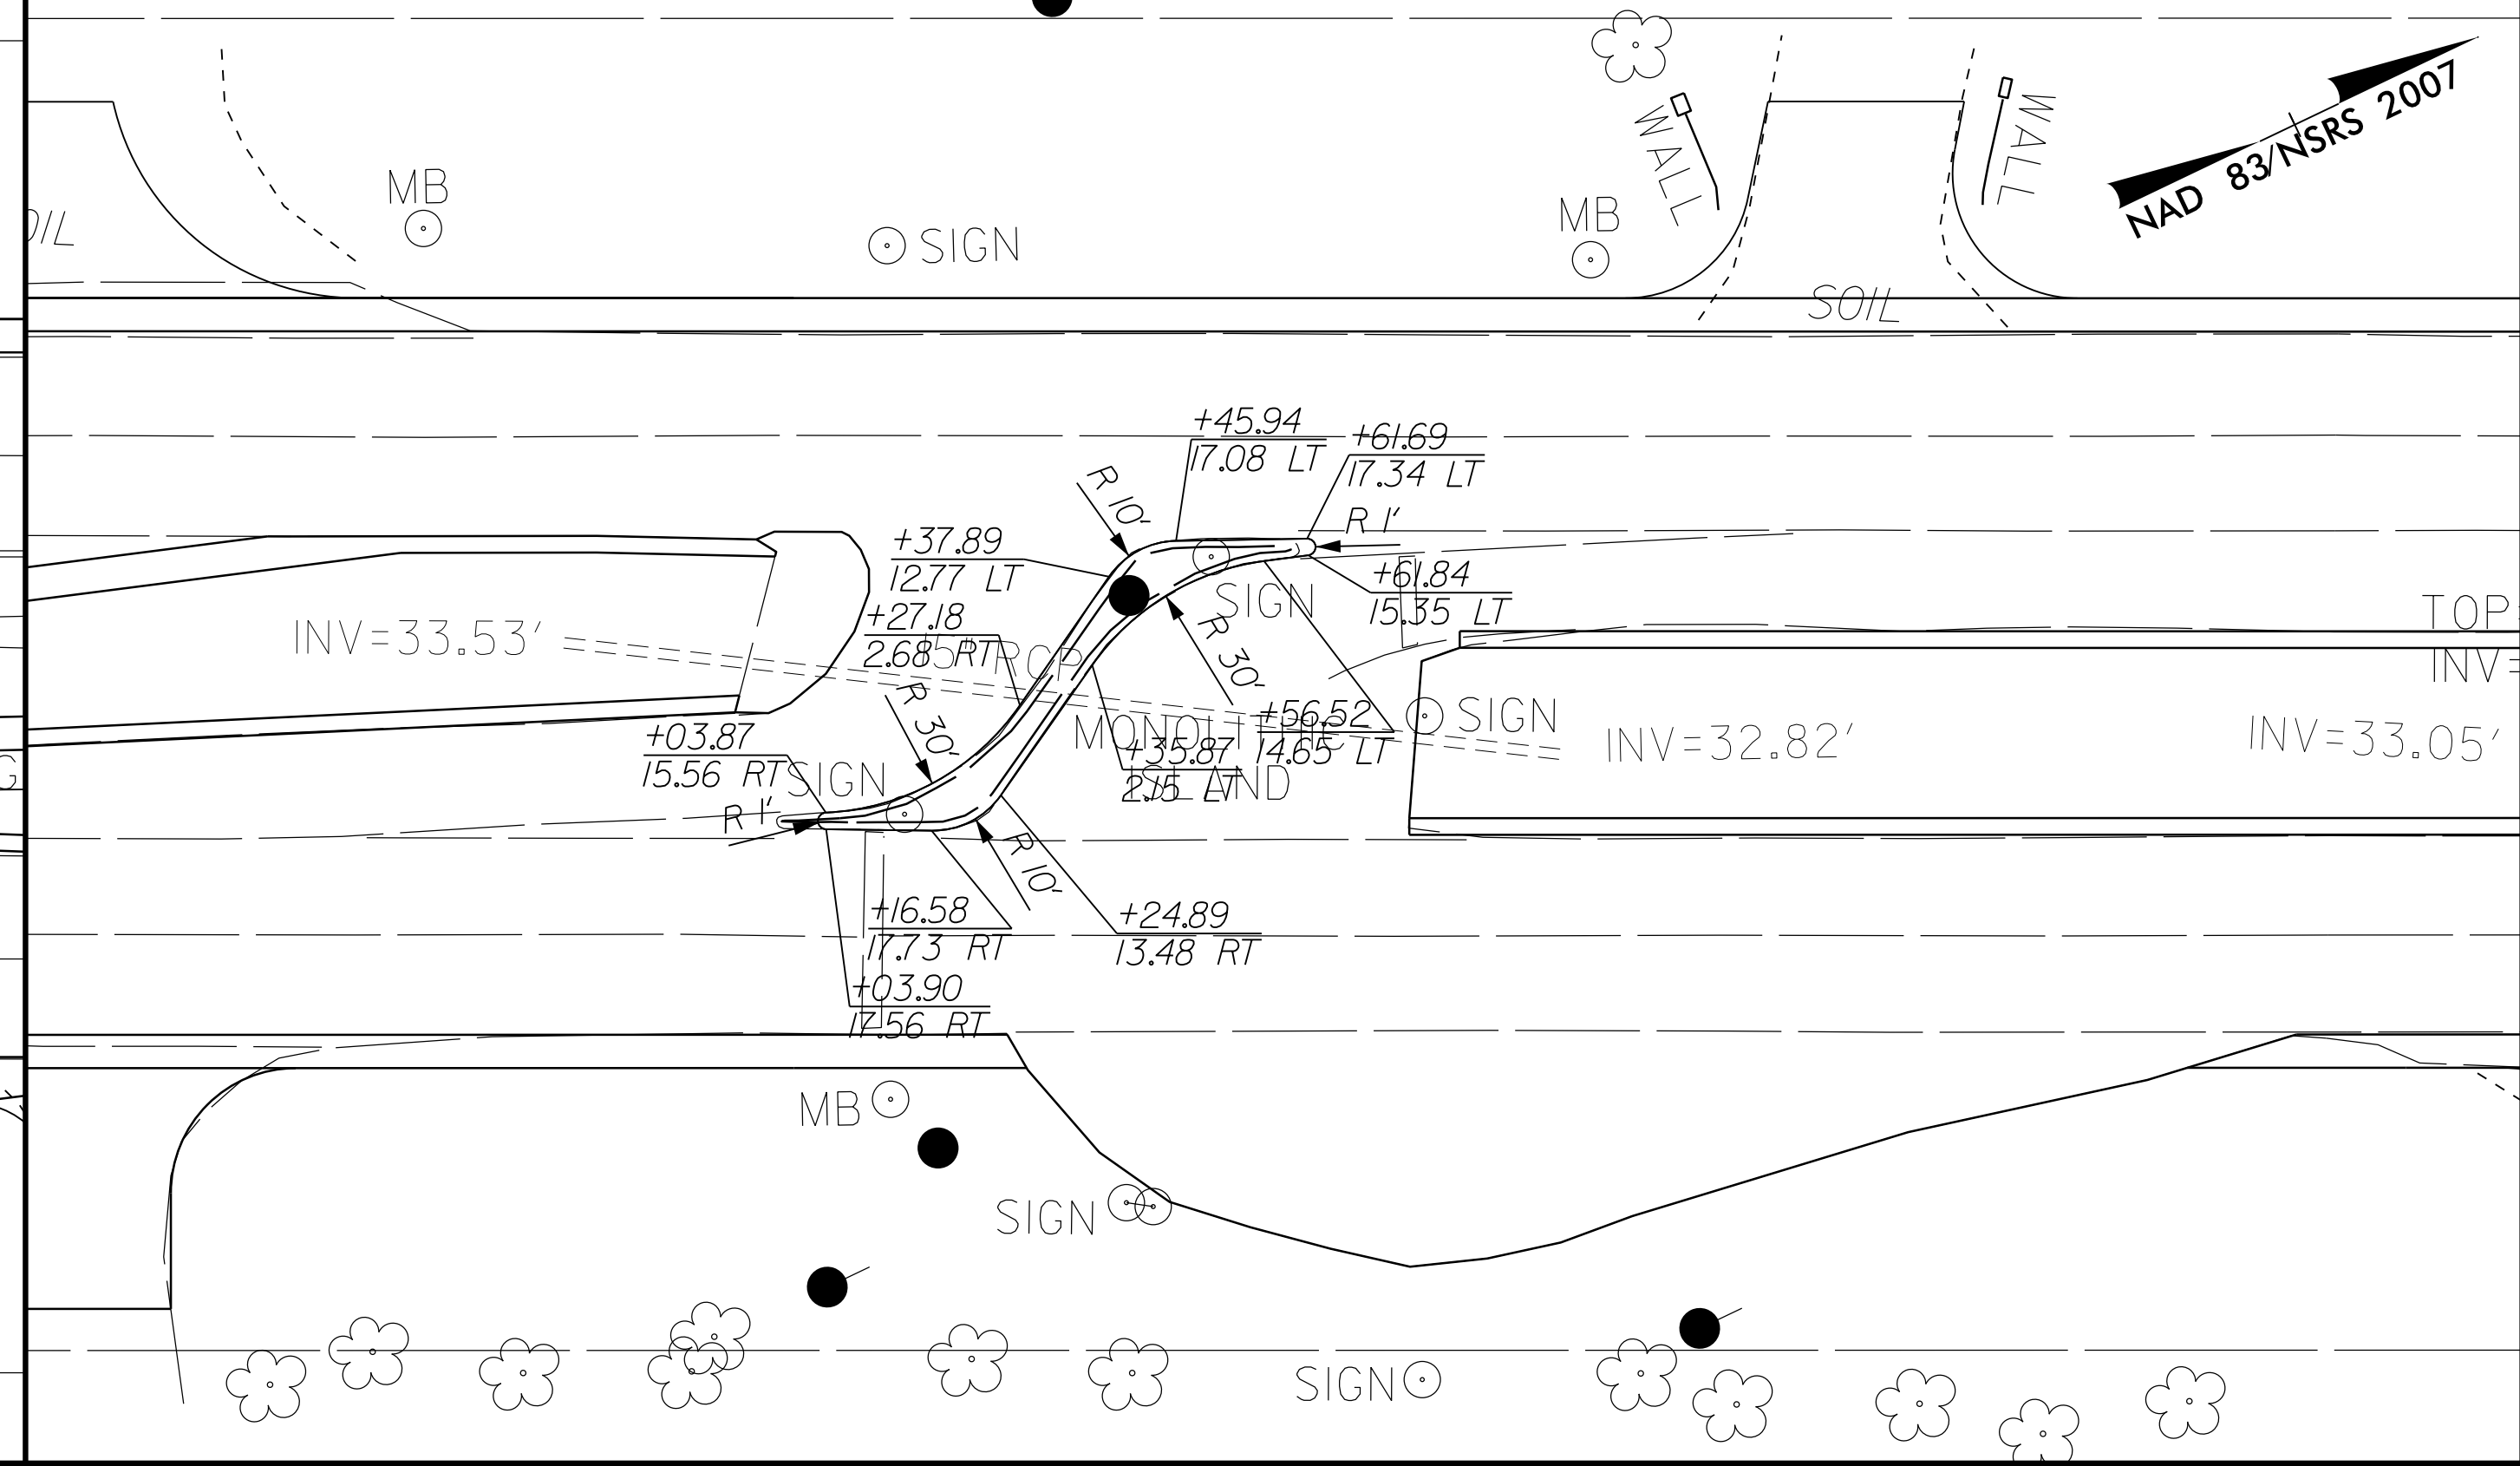 NAD 83/NSRS 2007
WALL
WALL
MB
SIGN
MB
SOIL
+45.94
17.08 LT
+61.69
17.34 LT
R 10'
R 1'
+37.89
12.77 LT
+61.84
15.35 LT
SIGN
+27.18
2.68 RT
RCP
INV=33.53'
R 30'
TOP
INV=
R 30'
+56.52
14.65 LT
SIGN
MONOLITHIC
ISLAND
+35.87
2.15 LT
INV=32.82'
INV=33.05'
+03.87
15.56 RT
SIGN
R 1'
R 10'
+16.58
17.73 RT
+24.89
13.48 RT
+03.90
17.56 RT
MB
SIGN
SIGN